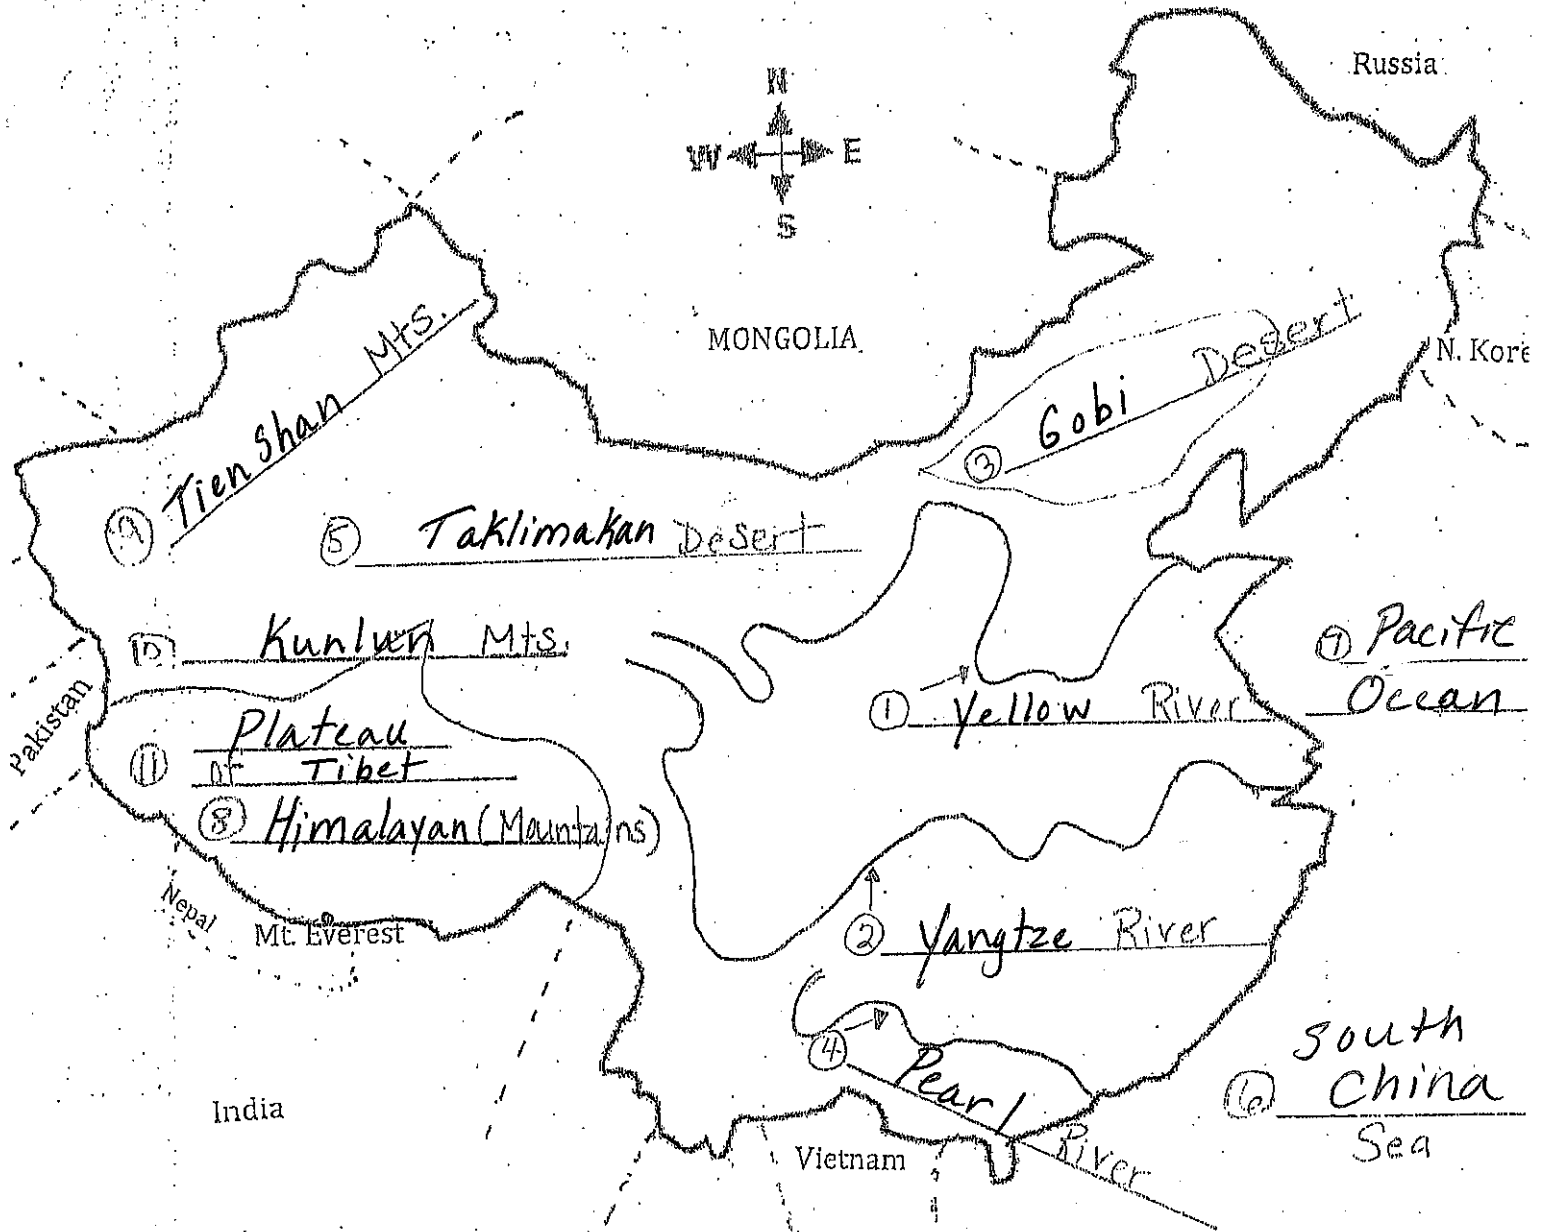 Russia
N
W E
S
MONGOLIA
N. Kore
③ Gobi Desert
⑨ Tien Shan Mts.
⑤ Taklimakan Desert
⑩ Kunlun Mts.
⑦ Pacific
Ocean
Pakistan
① Yellow River
⑪ Plateau
of Tibet
⑧ Himalayan (Mountains)
Nepal
Mt. Everest
② Yangtze River
④ Pearl River
⑥ South
China
Sea
India
Vietnam